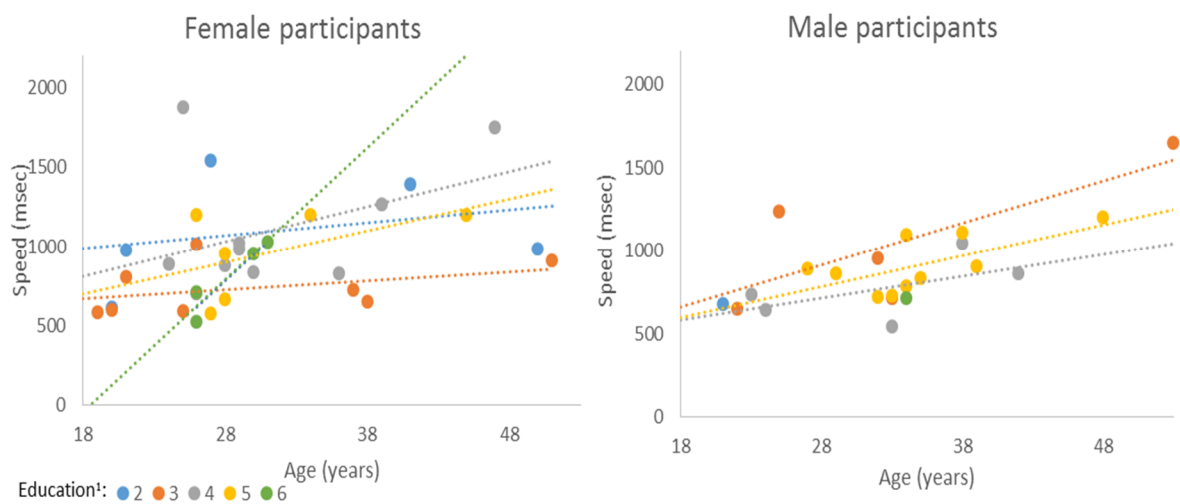 Female participants
Speed (msec)
2000
1500
1000
500
0
18
28
38
48
Age (years)
Education¹: 2 3 4 5 6
Male participants
Speed (msec)
2000
1500
1000
500
0
18
28
38
48
Age (years)